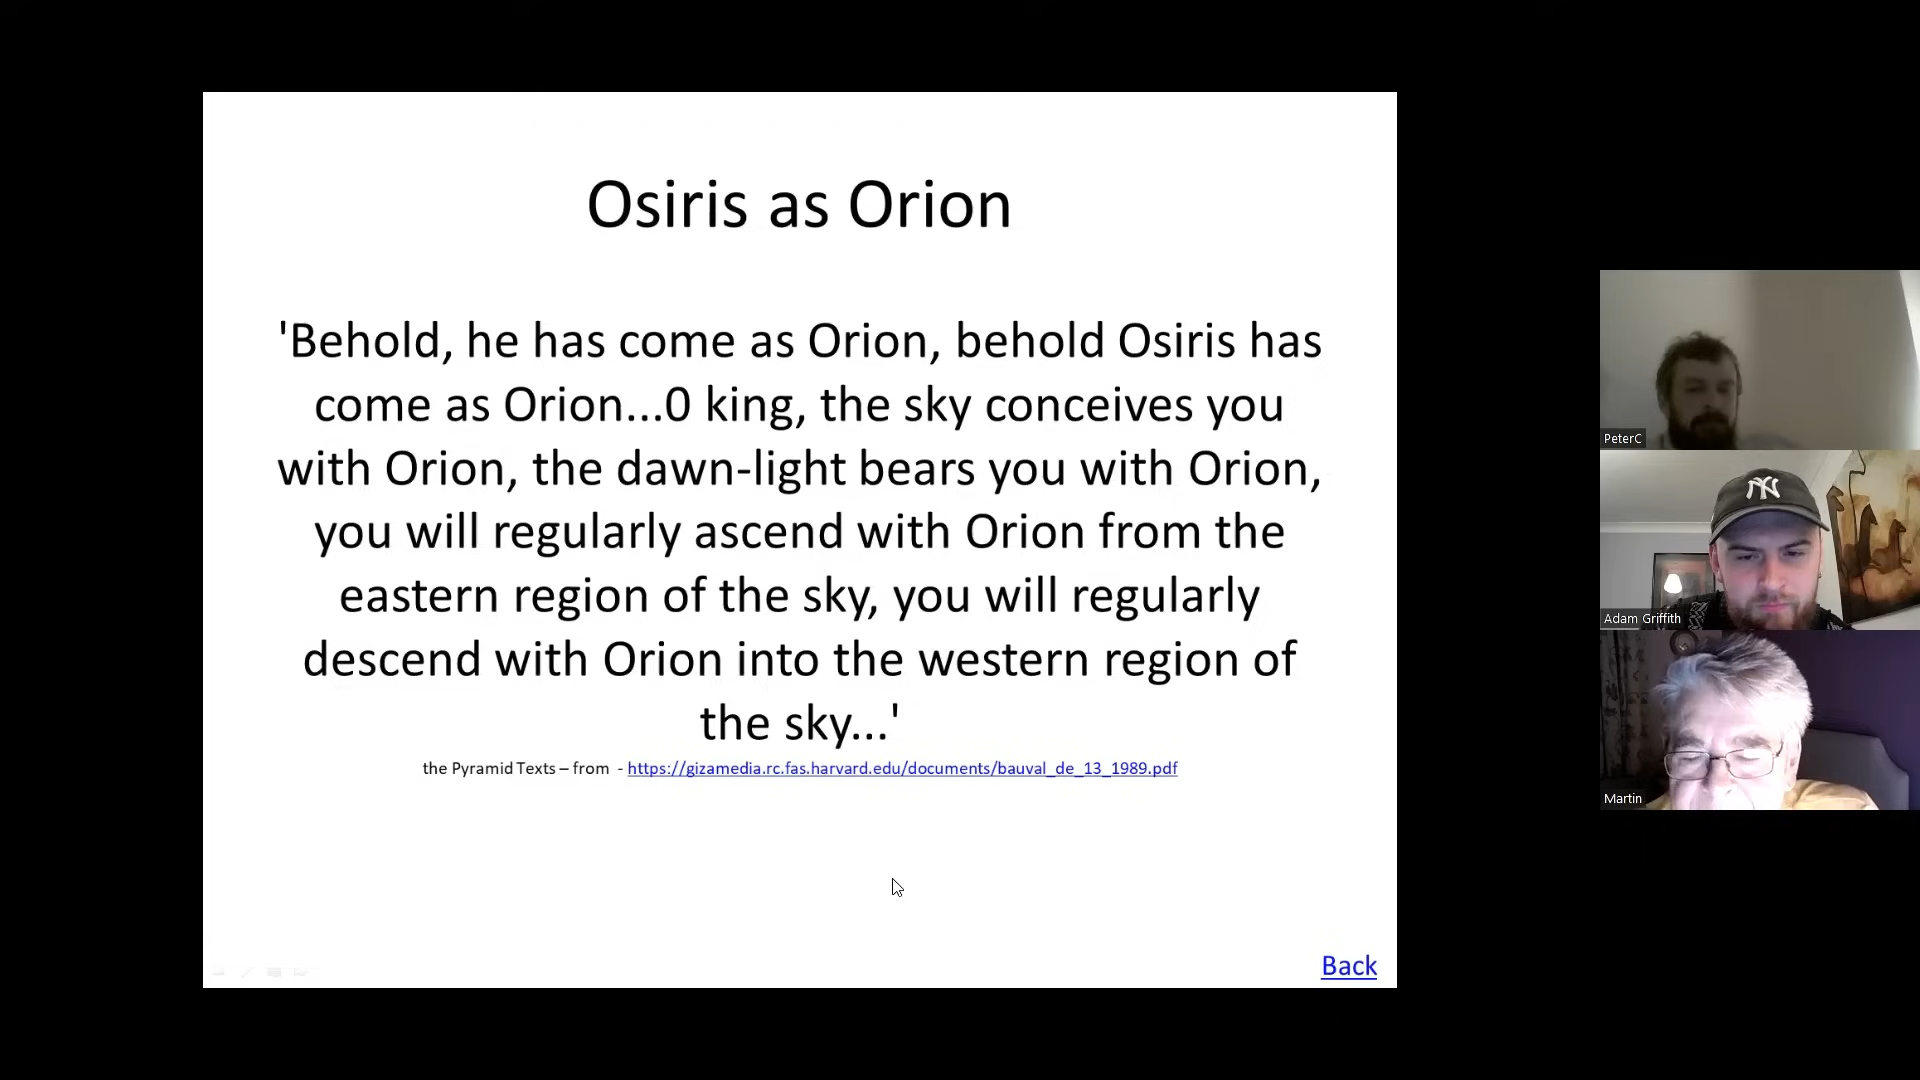 Osiris as Orion
'Behold, he has come as Orion, behold Osiris has
come as Orion...0 king, the sky conceives you
with Orion, the dawn-light bears you with Orion,
you will regularly ascend with Orion from the
eastern region of the sky, you will regularly
descend with Orion into the western region of
the sky...'
the Pyramid Texts – from - https://gizamedia.rc.fas.harvard.edu/documents/bauval_de_13_1989.pdf
Back
PeterC
NY
Adam Griffith
Martin